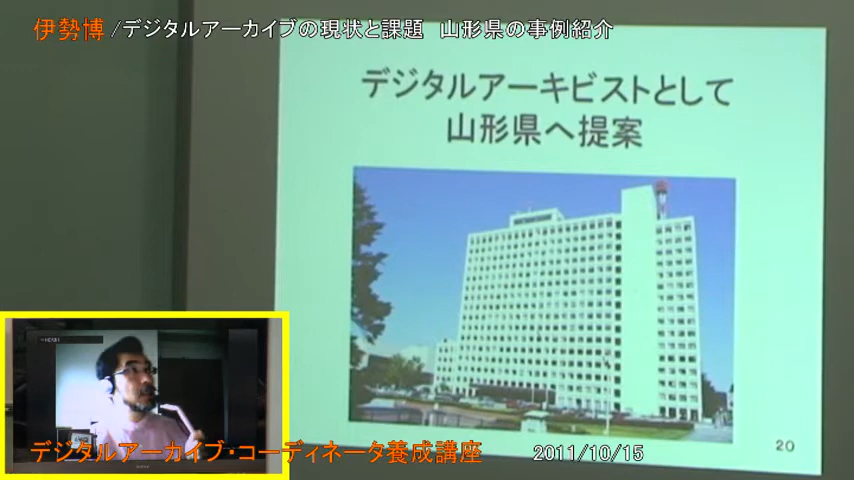 伊勢博/デジタルアーカイブの現状と課題 山形県の事例紹介
デジタルアーキビストとして
山形県へ提案
20
デジタルアーカイブ・コーディネータ養成講座 2011/10/15